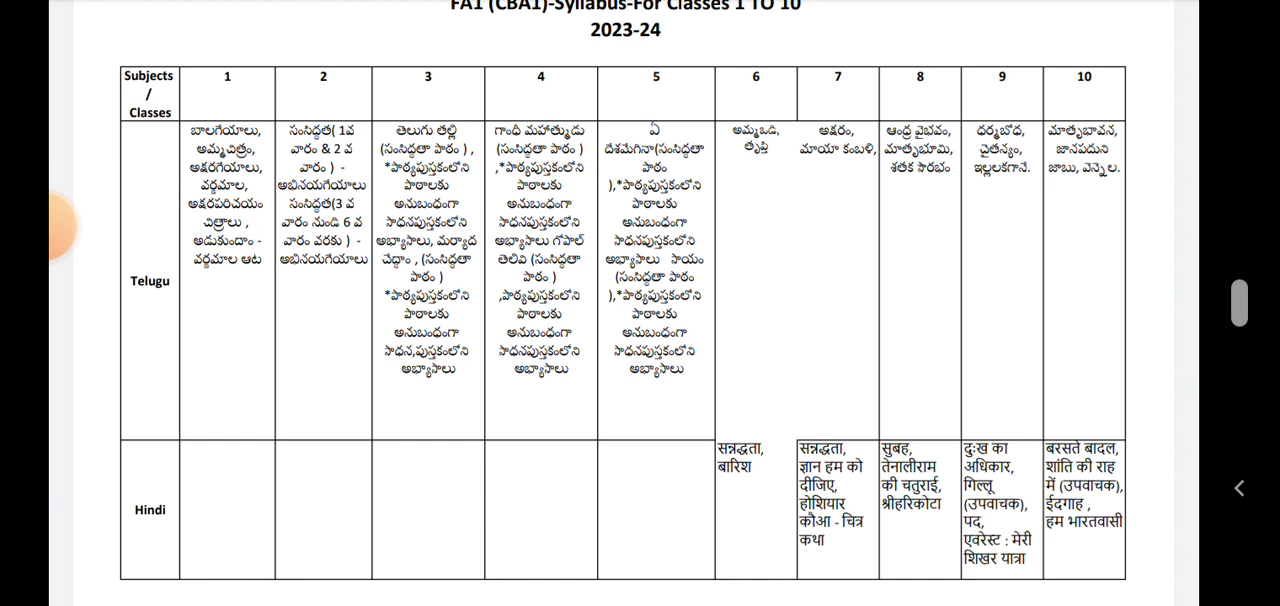 FA1 (CBA1)-Syllabus-For Classes 1 TO 10
2023-24
Subjects
/
Classes
1
2
3
4
5
6
7
8
9
10
Telugu
బాలగేయాలు,
అమ్మచిత్రం,
అక్షరగేయాలు,
వర్ణమాల,
అక్షరపరిచయం
చిత్రాలు ,
అడుకుందాం -
వర్ణమాల ఆట
సంసిద్ధత( 1వ
వారం & 2 వ
వారం ) -
అభినయగేయాలు
సంసిద్ధత(3 వ
వారం నుండి 6 వ
వారం వరకు ) -
అభినయగేయాలు
తెలుగు తల్లి
(సంసిద్ధతా పాఠం ) ,
*పాఠ్యపుస్తకంలోని
పాఠాలకు
అనుబంధంగా
సాధనపుస్తకంలోని
అభ్యాసాలు, మర్యాద
చేద్దాం , (సంసిద్ధతా
పాఠం )
*పాఠ్యపుస్తకంలోని
పాఠాలకు
అనుబంధంగా
సాధన,పుస్తకంలోని
అభ్యాసాలు
గాంధి మహాత్ముడు
(సంసిద్ధతా పాఠం )
,*పాఠ్యపుస్తకంలోని
పాఠాలకు
అనుబంధంగా
సాధనపుస్తకంలోని
అభ్యాసాలు గోపాల్
తెలివి (సంసిద్ధతా
పాఠం )
,పాఠ్యపుస్తకంలోని
పాఠాలకు
అనుబంధంగా
సాధనపుస్తకంలోని
అభ్యాసాలు
ఏ
దేశమేగినా(సంసిద్ధతా
పాఠం
),*పాఠ్యపుస్తకంలోని
పాఠాలకు
అనుబంధంగా
సాధనపుస్తకంలోని
అభ్యాసాలు సాయం
(సంసిద్ధతా పాఠం
),*పాఠ్యపుస్తకంలోని
పాఠాలకు
అనుబంధంగా
సాధనపుస్తకంలోని
అభ్యాసాలు
అమ్మఒడి,
తృప్తి
అక్షరం,
మాయా కంబళి,
ఆంధ్ర వైభవం,
మాతృభూమి,
శతక సౌరభం
ధర్మబోధ,
చైతన్యం,
ఇల్లలకగానే.
మాతృభావన,
జానపదుని
జాబు, వెన్నెల.
Hindi
सन्नद्धता,
बारिश
सन्नद्धता,
ज्ञान हम को
दीजिए,
होशियार
कौआ - चित्र
कथा
सुबह,
तेनालीराम
की चतुराई,
श्रीहरिकोटा
दुःख का
अधिकार,
गिल्लू
(उपवाचक),
पद,
एवरेस्ट : मेरी
शिखर यात्रा
बरसते बादल,
शांति की राह
में (उपवाचक),
ईदगाह ,
हम भारतवासी